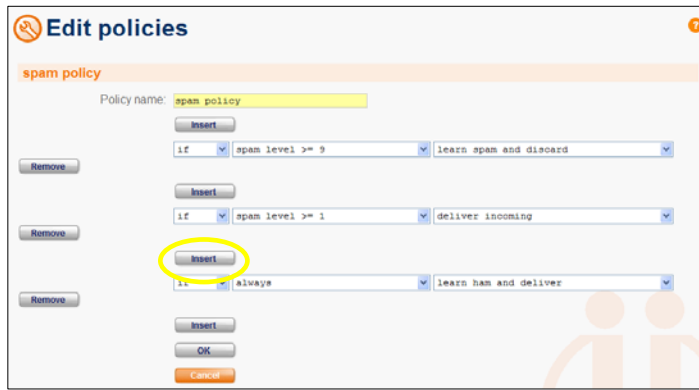 Edit policies
?
spam policy
Policy name: spam policy
Insert
if spam level >= 9 learn spam and discard
Remove
Insert
if spam level >= 1 deliver incoming
Remove
Insert
if always learn ham and deliver
Remove
Insert
OK
Cancel